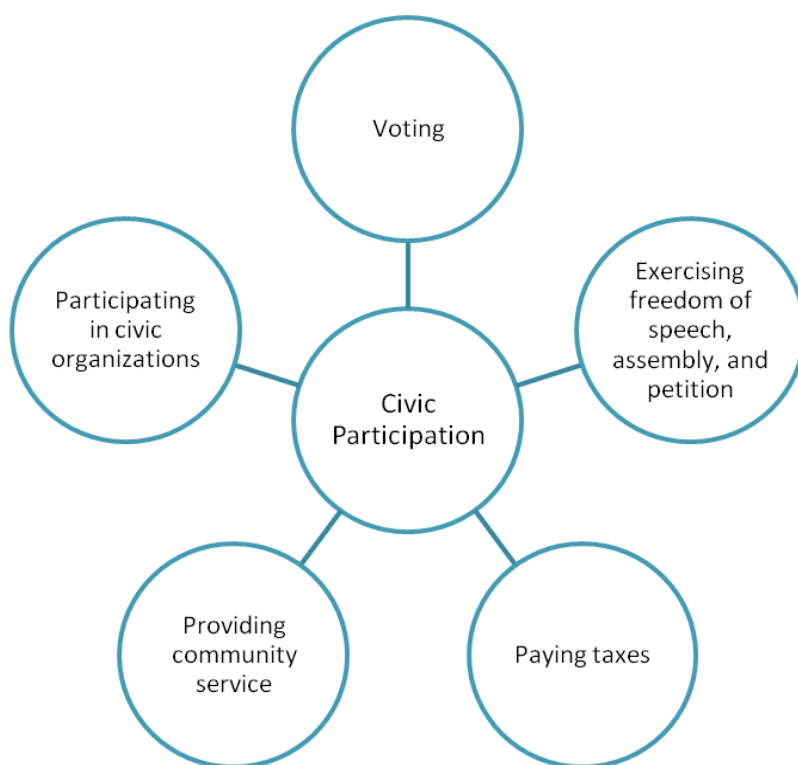 Voting
Exercising
freedom of
speech,
assembly, and
petition
Participating
in civic
organizations
Civic
Participation
Providing
community
service
Paying taxes